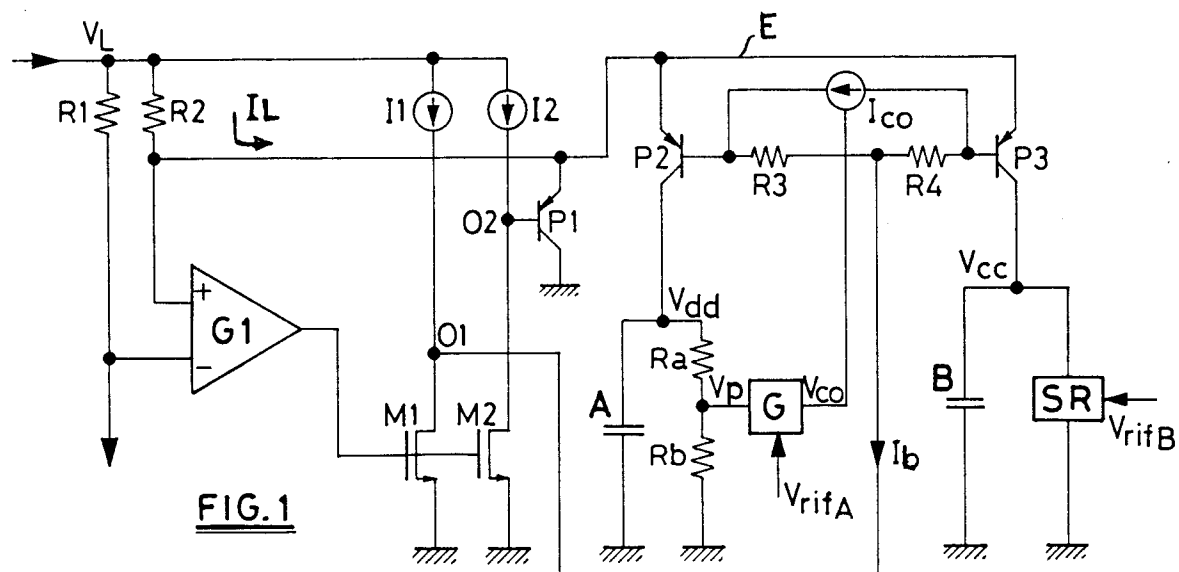 VL
E
R1
R2
IL
I1
I2
Ico
P2
R3
R4
P3
O2
P1
Vcc
+
G1
-
O1
Vdd
Ra
A
Vp
G
Vco
B
SR
VrifB
M1
M2
Rb
VrifA
Ib
FIG.1